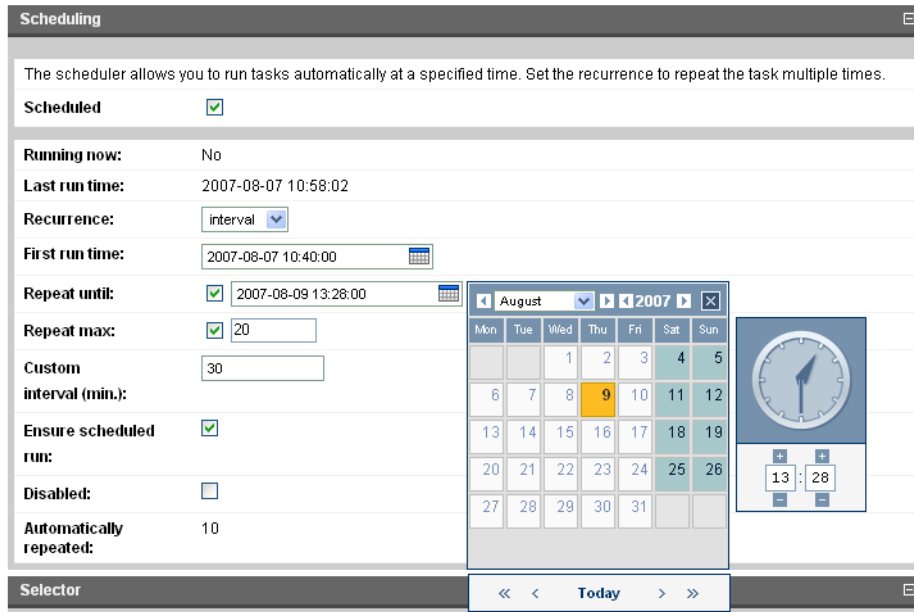 Scheduling
The scheduler allows you to run tasks automatically at a specified time. Set the recurrence to repeat the task multiple times.
Scheduled
Running now: No
Last run time: 2007-08-07 10:58:02
Recurrence: interval
First run time: 2007-08-07 10:40:00
Repeat until: 2007-08-09 13:28:00
Repeat max: 20
Custom interval (min.): 30
Ensure scheduled run:
Disabled:
Automatically repeated: 10
August 2007
Mon Tue Wed Thu Fri Sat Sun
1 2 3 4 5
6 7 8 9 10 11 12
13 14 15 16 17 18 19
20 21 22 23 24 25 26
27 28 29 30 31
« ‹ Today › »
13 : 28
Selector